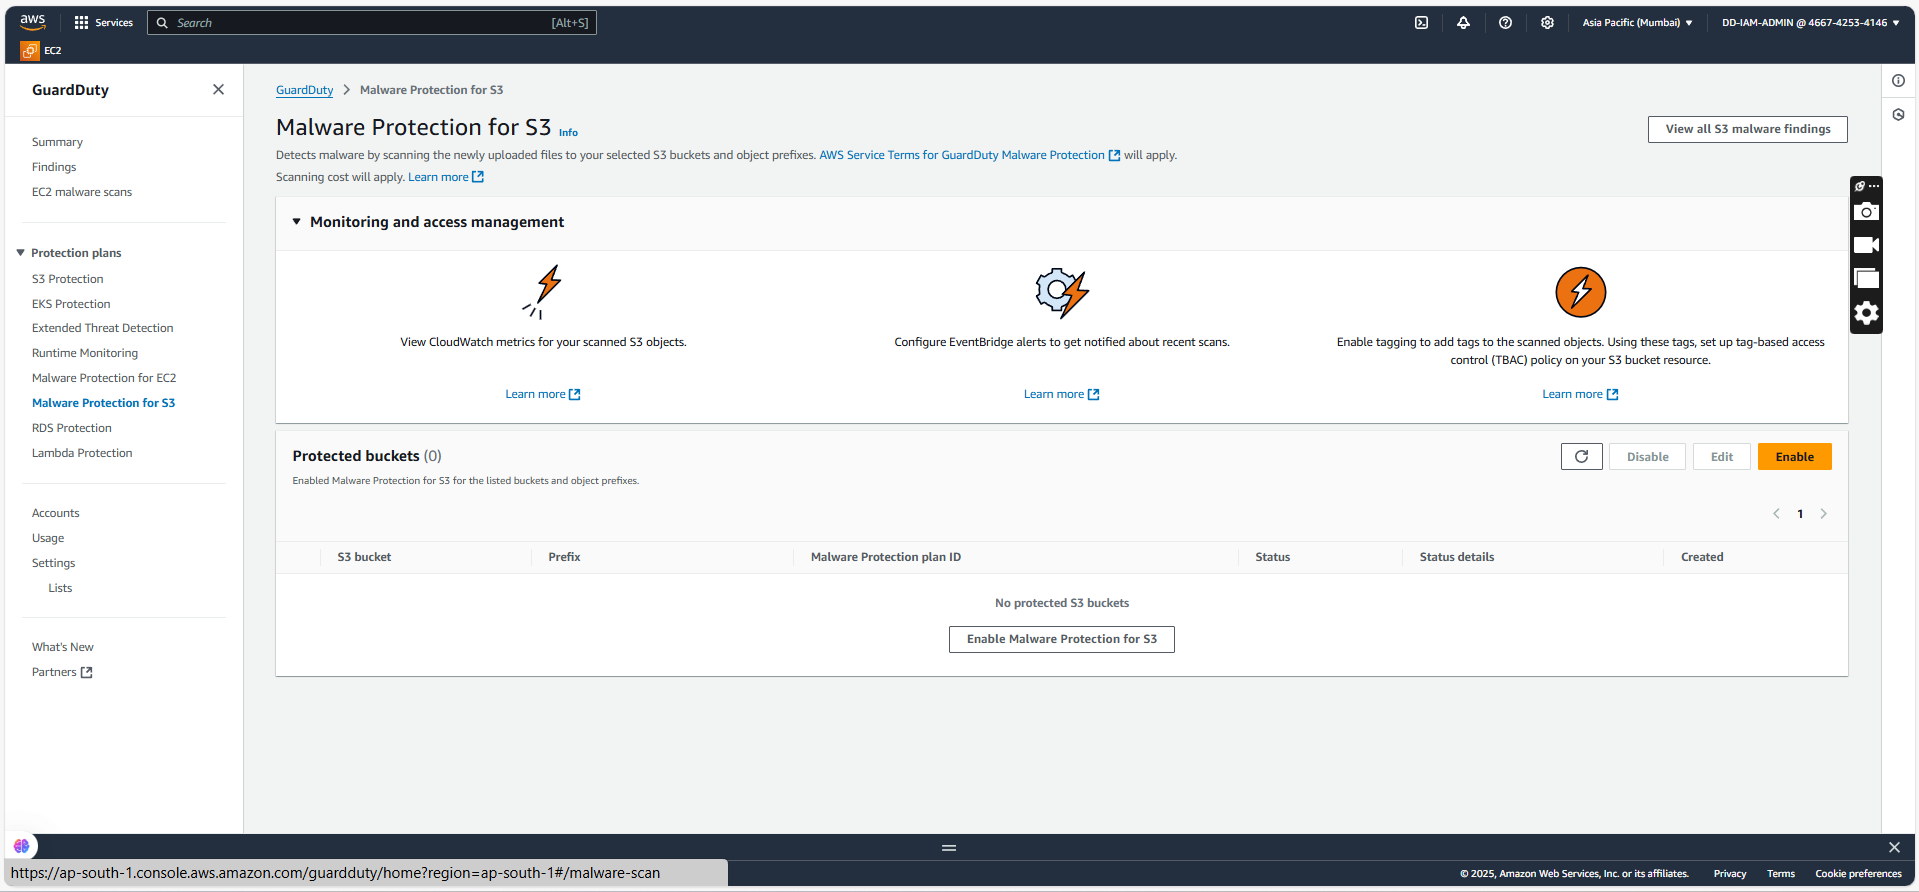 aws
Services
Search
[Alt+S]
Asia Pacific (Mumbai)
DD-IAM-ADMIN @ 4667-4253-4146
EC2
GuardDuty
Summary
Findings
EC2 malware scans
Protection plans
S3 Protection
EKS Protection
Extended Threat Detection
Runtime Monitoring
Malware Protection for EC2
Malware Protection for S3
RDS Protection
Lambda Protection
Accounts
Usage
Settings
Lists
What's New
Partners
GuardDuty > Malware Protection for S3
Malware Protection for S3 Info
View all S3 malware findings
Detects malware by scanning the newly uploaded files to your selected S3 buckets and object prefixes. AWS Service Terms for GuardDuty Malware Protection will apply.
Scanning cost will apply. Learn more
Monitoring and access management
View CloudWatch metrics for your scanned S3 objects.
Learn more
Configure EventBridge alerts to get notified about recent scans.
Learn more
Enable tagging to add tags to the scanned objects. Using these tags, set up tag-based access
control (TBAC) policy on your S3 bucket resource.
Learn more
Protected buckets (0)
Enabled Malware Protection for S3 for the listed buckets and object prefixes.
Disable
Edit
Enable
1
S3 bucket
Prefix
Malware Protection plan ID
Status
Status details
Created
No protected S3 buckets
Enable Malware Protection for S3
https://ap-south-1.console.aws.amazon.com/guardduty/home?region=ap-south-1#/malware-scan
© 2025, Amazon Web Services, Inc. or its affiliates.
Privacy
Terms
Cookie preferences